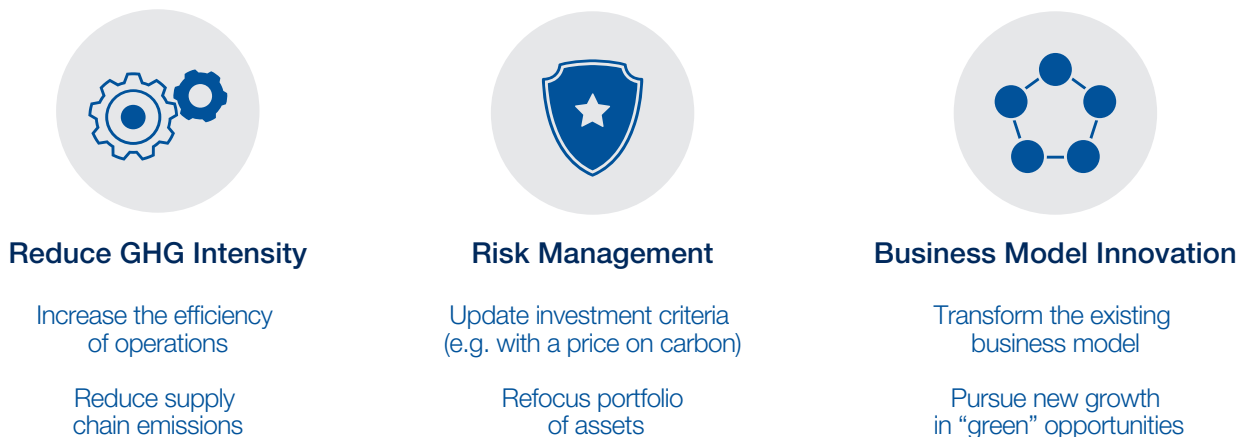 Reduce GHG Intensity
Increase the efficiency
of operations
Reduce supply
chain emissions
Risk Management
Update investment criteria
(e.g. with a price on carbon)
Refocus portfolio
of assets
Business Model Innovation
Transform the existing
business model
Pursue new growth
in “green” opportunities